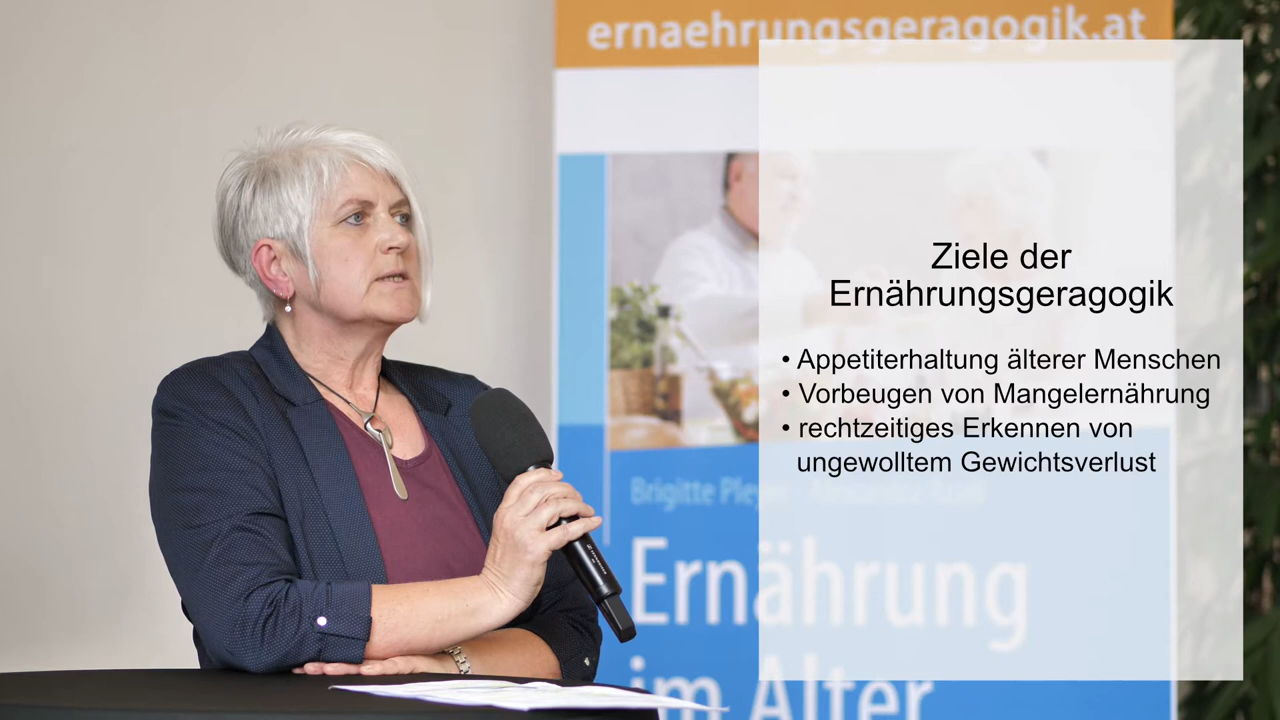 ernaehrungsgeragogik.at
Ziele der
Ernährungsgeragogik
• Appetiterhaltung älterer Menschen
• Vorbeugen von Mangelernährung
• rechtzeitiges Erkennen von
ungewolltem Gewichtsverlust
Brigitte
Ernährung
im Alter